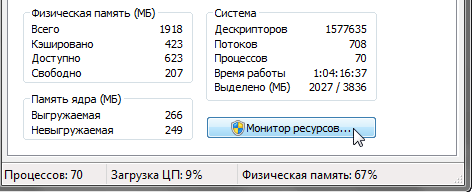 Физическая память (МБ)
Всего 1918
Кэшировано 423
Доступно 623
Свободно 207
Память ядра (МБ)
Выгружаемая 266
Невыгружаемая 249
Система
Дескрипторов 1577635
Потоков 708
Процессов 70
Время работы 1:04:16:37
Выделено (МБ) 2027 / 3836
Монитор ресурсов...
Процессов: 70 Загрузка ЦП: 9% Физическая память: 67%